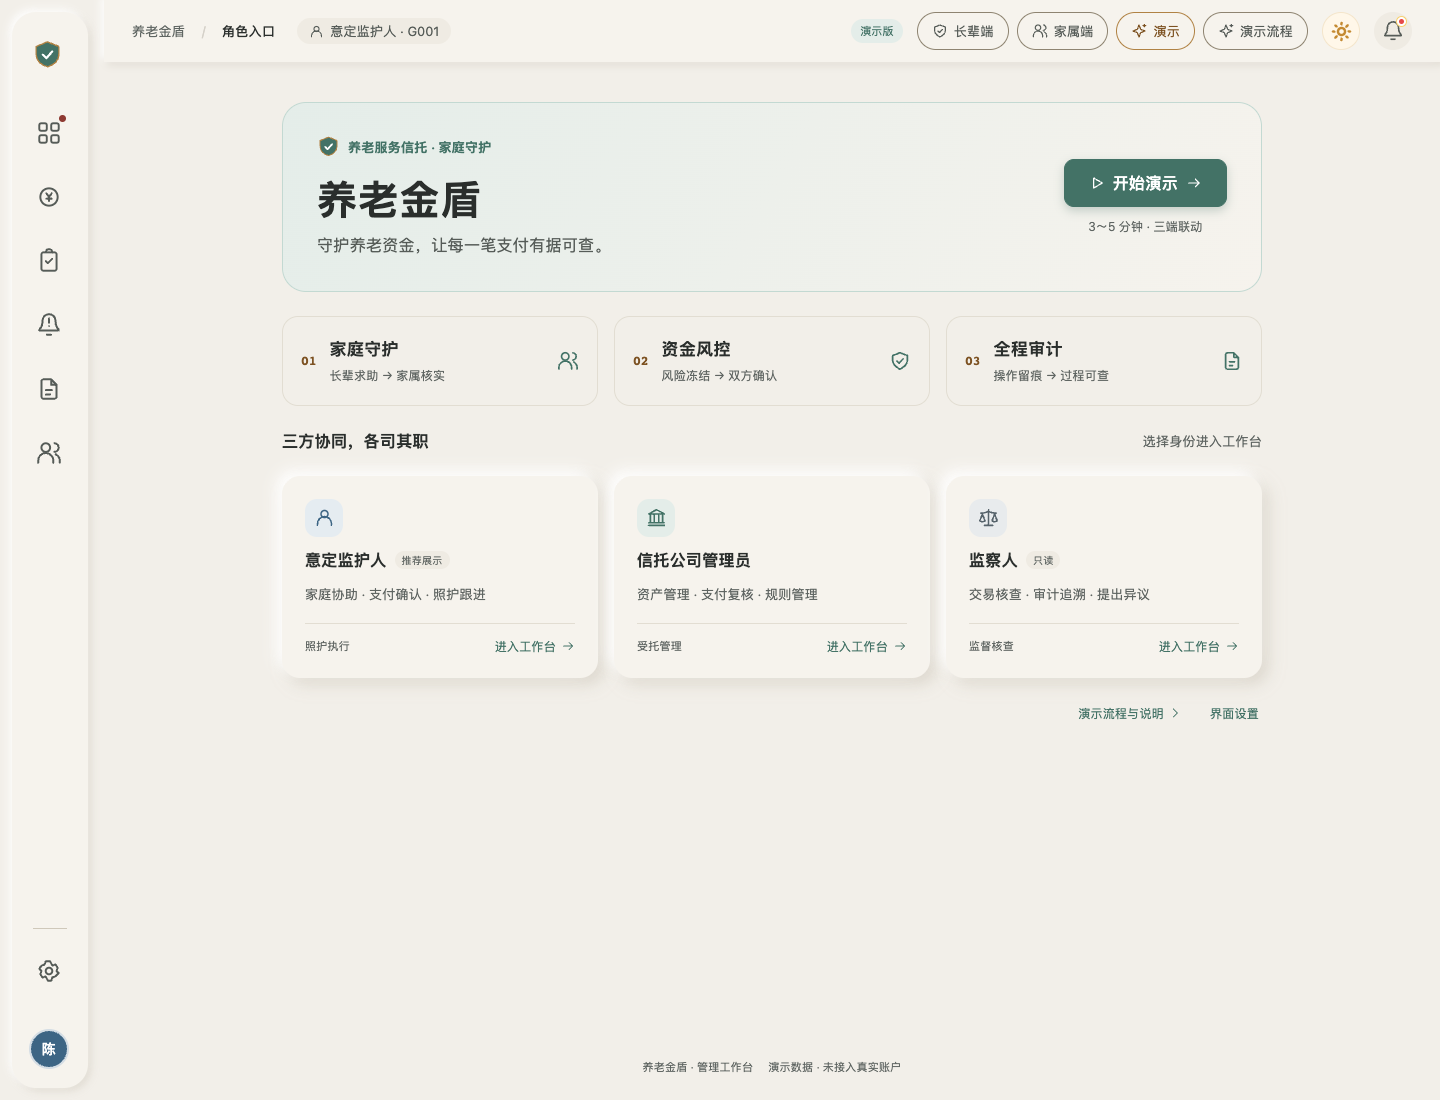 养老金盾 / 角色入口 意定监护人 · G001 演示版 长辈端 家属端 演示 演示流程
养老服务信托 · 家庭守护
养老金盾
守护养老资金，让每一笔支付有据可查。
开始演示
3～5 分钟 · 三端联动
01 家庭守护
长辈求助 → 家属核实
02 资金风控
风险冻结 → 双方确认
03 全程审计
操作留痕 → 过程可查
三方协同，各司其职
选择身份进入工作台
意定监护人 推荐展示
家庭协助 · 支付确认 · 照护跟进
照护执行 进入工作台 →
信托公司管理员
资产管理 · 支付复核 · 规则管理
受托管理 进入工作台 →
监察人 只读
交易核查 · 审计追溯 · 提出异议
监督核查 进入工作台 →
演示流程与说明 界面设置
陈
养老金盾 · 管理工作台 演示数据 · 未接入真实账户